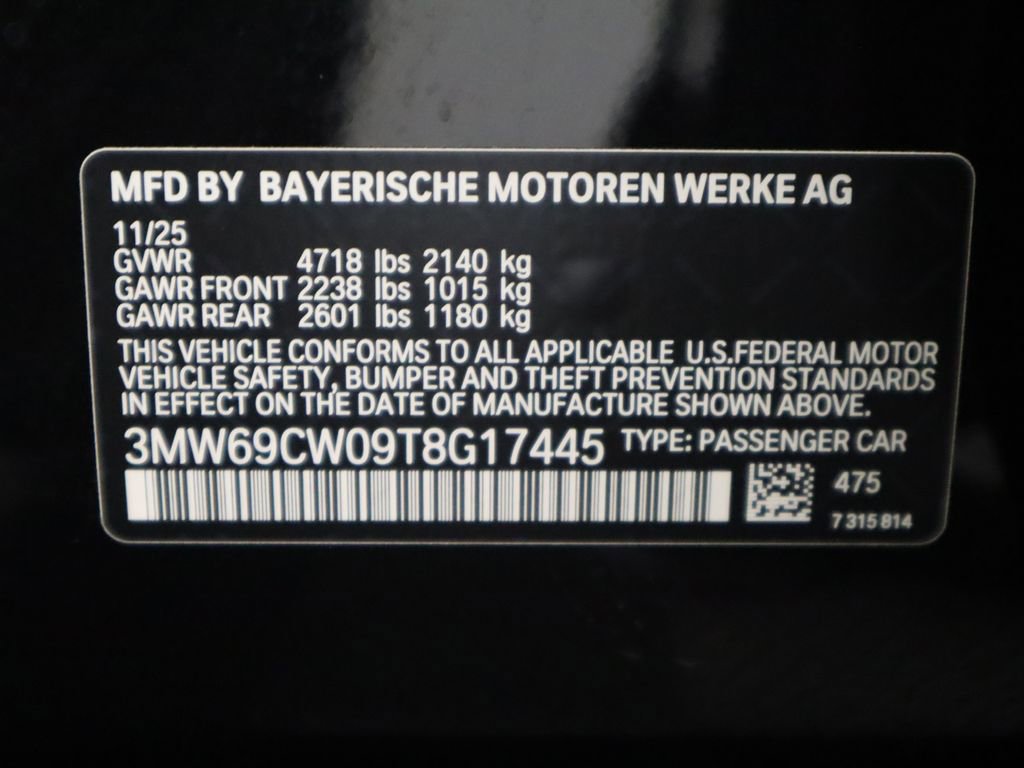 MFD BY BAYERISCHE MOTOREN WERKE AG
11/25
GVWR 4718 lbs 2140 kg
GAWR FRONT 2238 lbs 1015 kg
GAWR REAR 2601 lbs 1180 kg
THIS VEHICLE CONFORMS TO ALL APPLICABLE U.S.FEDERAL MOTOR
VEHICLE SAFETY, BUMPER AND THEFT PREVENTION STANDARDS
IN EFFECT ON THE DATE OF MANUFACTURE SHOWN ABOVE.
3MW69CW09T8G17445 TYPE: PASSENGER CAR
475
7 315 814